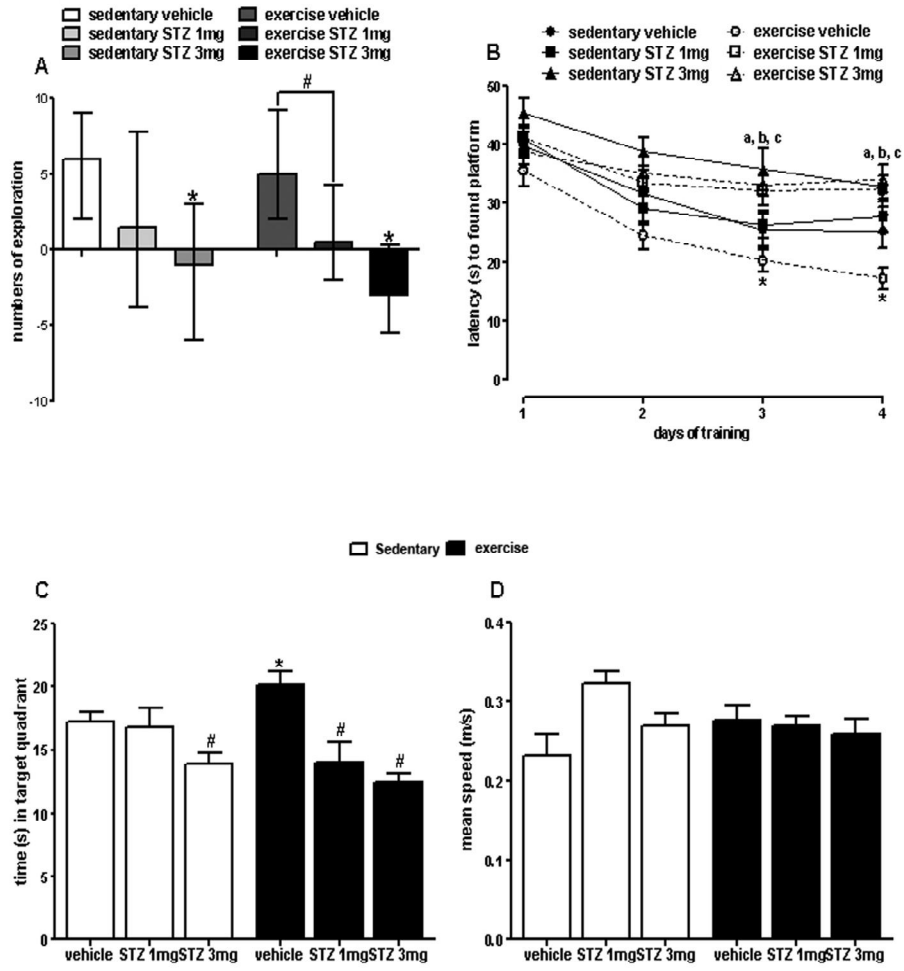 sedentary vehicle exercise vehicle
sedentary STZ 1mg exercise STZ 1mg
sedentary STZ 3mg exercise STZ 3mg
A
#
10
5
0
-5
-10
*
*
numbers of exploration
B
sedentary vehicle exercise vehicle
sedentary STZ 1mg exercise STZ 1mg
sedentary STZ 3mg exercise STZ 3mg
50
40
30
20
10
0
a, b, c
a, b, c
*
*
latency (s) to found platform
1 2 3 4
days of training
Sedentary exercise
C
25
20
15
10
5
0
#
*
#
#
time (s) in target quadrant
vehicle STZ 1mg STZ 3mg vehicle STZ 1mg STZ 3mg
D
0.4
0.3
0.2
0.1
0.0
mean speed (m/s)
vehicle STZ 1mg STZ 3mg vehicle STZ 1mg STZ 3mg